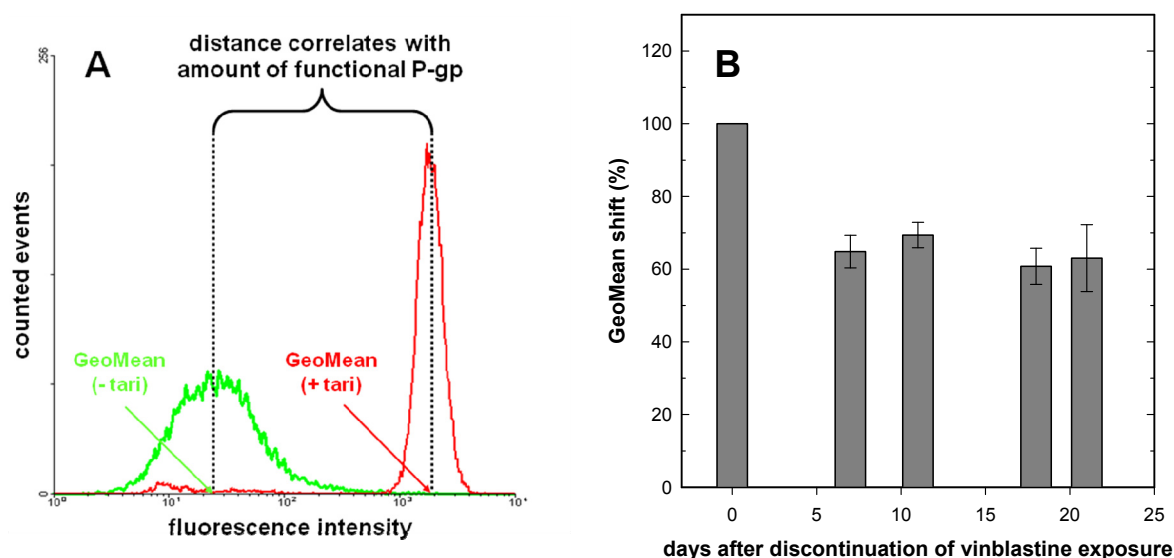 A
distance correlates with
amount of functional P-gp
256
counted events
GeoMean
(- tari)
GeoMean
(+ tari)
0
10⁰
10¹
10²
10³
10⁴
fluorescence intensity
B
GeoMean shift (%)
120
100
80
60
40
20
0
0
5
10
15
20
25
days after discontinuation of vinblastine exposure